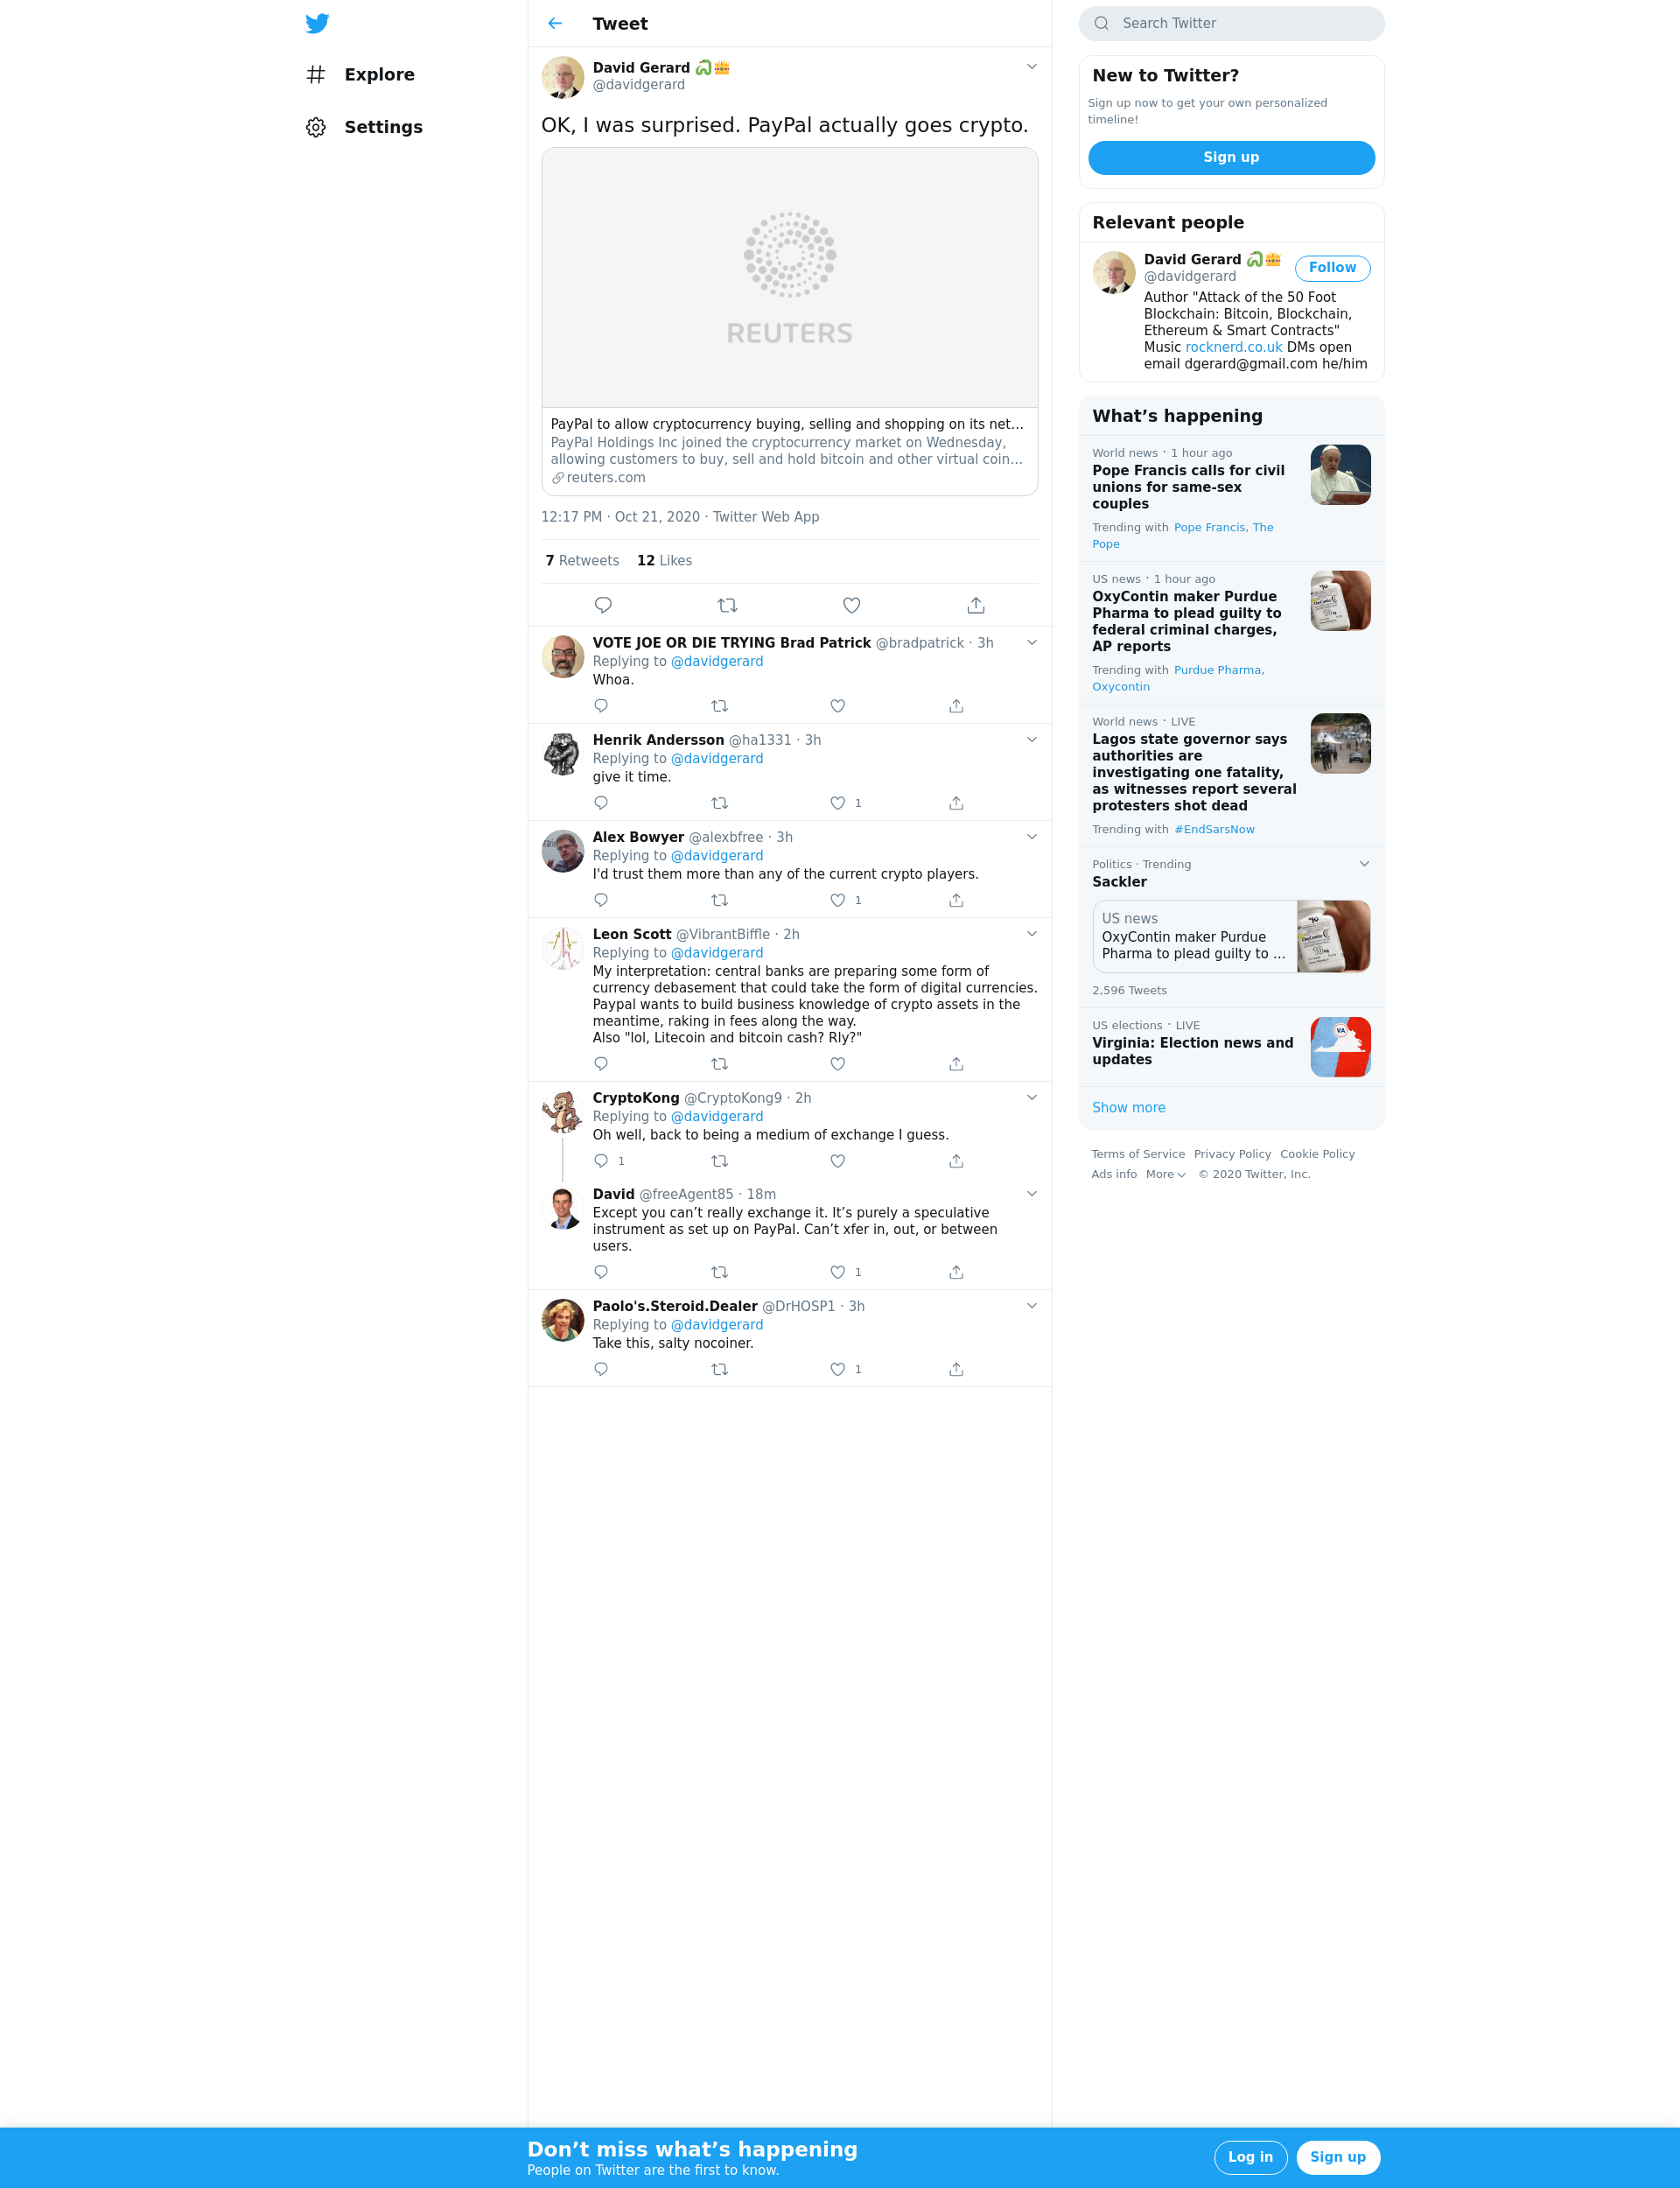 Explore
Settings
Tweet
David Gerard
@davidgerard
OK, I was surprised. PayPal actually goes crypto.
REUTERS
PayPal to allow cryptocurrency buying, selling and shopping on its net…
PayPal Holdings Inc joined the cryptocurrency market on Wednesday,
allowing customers to buy, sell and hold bitcoin and other virtual coin…
reuters.com
12:17 PM · Oct 21, 2020 · Twitter Web App
7 Retweets 12 Likes
VOTE JOE OR DIE TRYING Brad Patrick @bradpatrick · 3h
Replying to @davidgerard
Whoa.
Henrik Andersson @ha1331 · 3h
Replying to @davidgerard
give it time.
1
Alex Bowyer @alexbfree · 3h
Replying to @davidgerard
I'd trust them more than any of the current crypto players.
1
Leon Scott @VibrantBiffle · 2h
Replying to @davidgerard
My interpretation: central banks are preparing some form of
currency debasement that could take the form of digital currencies.
Paypal wants to build business knowledge of crypto assets in the
meantime, raking in fees along the way.
Also "lol, Litecoin and bitcoin cash? Rly?"
CryptoKong @CryptoKong9 · 2h
Replying to @davidgerard
Oh well, back to being a medium of exchange I guess.
1
David @freeAgent85 · 18m
Except you can’t really exchange it. It’s purely a speculative
instrument as set up on PayPal. Can’t xfer in, out, or between
users.
1
Paolo's.Steroid.Dealer @DrHOSP1 · 3h
Replying to @davidgerard
Take this, salty nocoiner.
1
Search Twitter
New to Twitter?
Sign up now to get your own personalized
timeline!
Sign up
Relevant people
David Gerard
@davidgerard
Follow
Author "Attack of the 50 Foot
Blockchain: Bitcoin, Blockchain,
Ethereum & Smart Contracts"
Music rocknerd.co.uk DMs open
email dgerard@gmail.com he/him
What’s happening
World news · 1 hour ago
Pope Francis calls for civil
unions for same-sex
couples
Trending with Pope Francis, The
Pope
US news · 1 hour ago
OxyContin maker Purdue
Pharma to plead guilty to
federal criminal charges,
AP reports
Trending with Purdue Pharma,
Oxycontin
World news · LIVE
Lagos state governor says
authorities are
investigating one fatality,
as witnesses report several
protesters shot dead
Trending with #EndSarsNow
Politics · Trending
Sackler
US news
OxyContin maker Purdue
Pharma to plead guilty to …
2,596 Tweets
US elections · LIVE
Virginia: Election news and
updates
VA
Show more
Terms of Service Privacy Policy Cookie Policy
Ads info More © 2020 Twitter, Inc.
Don’t miss what’s happening
People on Twitter are the first to know.
Log in
Sign up